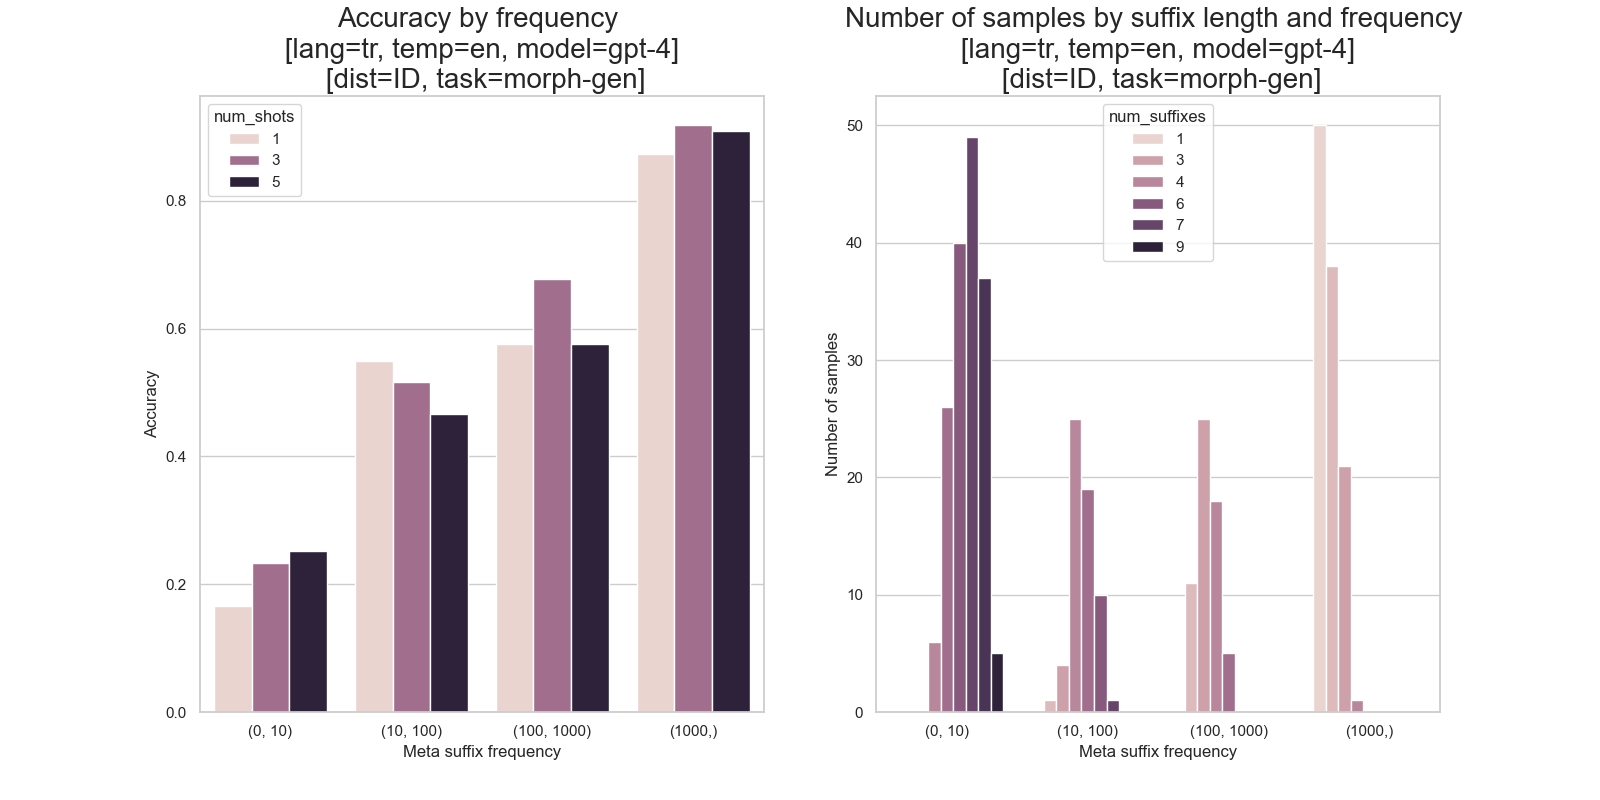 Accuracy by frequency
[lang=tr, temp=en, model=gpt-4]
[dist=ID, task=morph-gen]
num_shots
1
3
5
0.8
0.6
0.4
0.2
0.0
Accuracy
(0, 10)
(10, 100)
(100, 1000)
(1000,)
Meta suffix frequency
Number of samples by suffix length and frequency
[lang=tr, temp=en, model=gpt-4]
[dist=ID, task=morph-gen]
num_suffixes
1
3
4
6
7
9
50
40
30
20
10
0
Number of samples
(0, 10)
(10, 100)
(100, 1000)
(1000,)
Meta suffix frequency